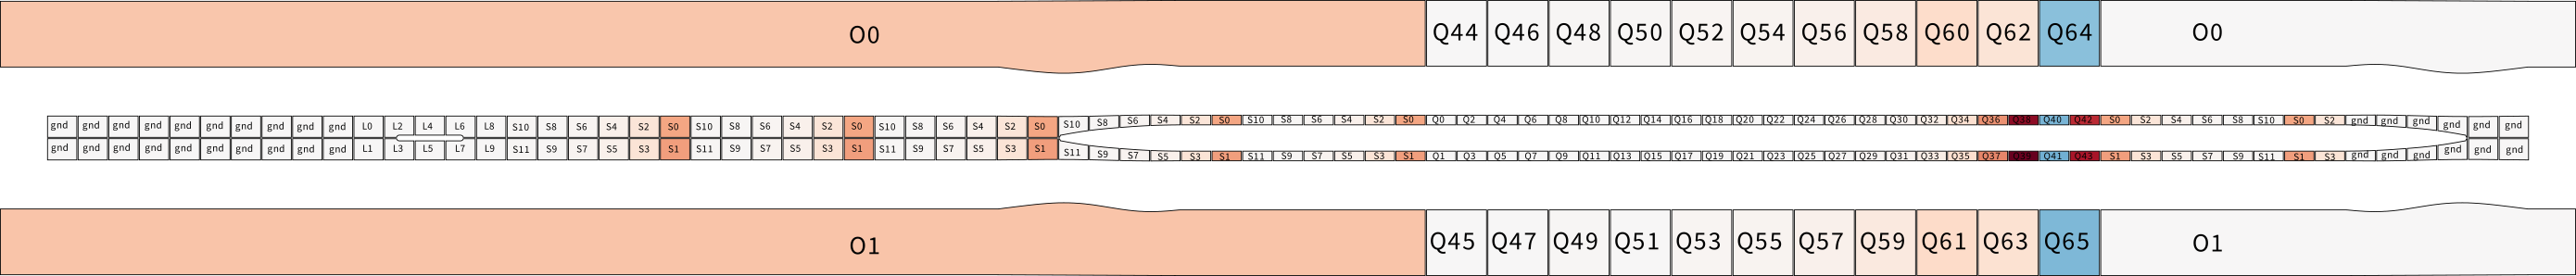 O0 Q44 Q46 Q48 Q50 Q52 Q54 Q56 Q58 Q60 Q62 Q64 O0
gnd gnd gnd gnd gnd gnd gnd gnd gnd gnd L0 L2 L4 L6 L8 S10 S8 S6 S4 S2 S0 S10 S8 S6 S4 S2 S0 S10 S8 S6 S4 S2 S0 S10 S8 S6 S4 S2 S0 S10 S8 S6 S4 S2 S0 Q0 Q2 Q4 Q6 Q8 Q10 Q12 Q14 Q16 Q18 Q20 Q22 Q24 Q26 Q28 Q30 Q32 Q34 Q36 Q38 Q40 Q42 S0 S2 S4 S6 S8 S10 S0 S2 gnd gnd gnd gnd gnd gnd
gnd gnd gnd gnd gnd gnd gnd gnd gnd gnd L1 L3 L5 L7 L9 S11 S9 S7 S5 S3 S1 S11 S9 S7 S5 S3 S1 S11 S9 S7 S5 S3 S1 S11 S9 S7 S5 S3 S1 S11 S9 S7 S5 S3 S1 Q1 Q3 Q5 Q7 Q9 Q11 Q13 Q15 Q17 Q19 Q21 Q23 Q25 Q27 Q29 Q31 Q33 Q35 Q37 Q39 Q41 Q43 S1 S3 S5 S7 S9 S11 S1 S3 gnd gnd gnd gnd gnd gnd
O1 Q45 Q47 Q49 Q51 Q53 Q55 Q57 Q59 Q61 Q63 Q65 O1